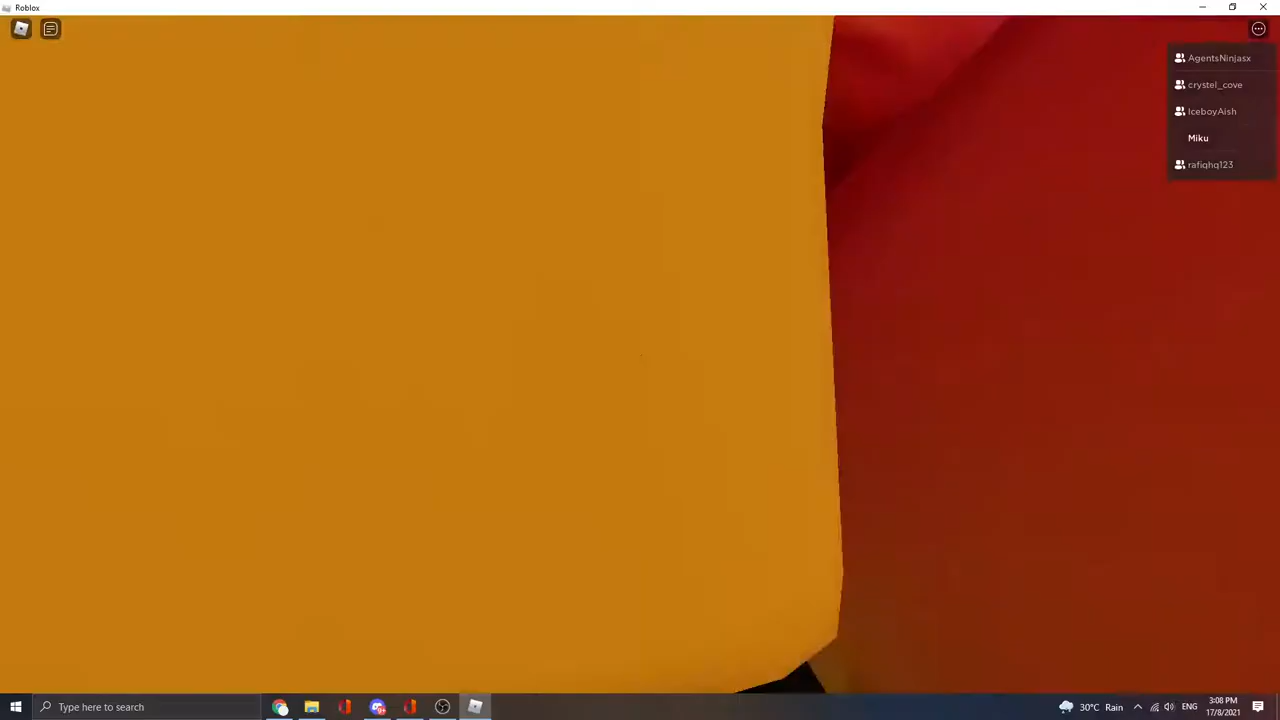 Roblox
AgentsNinjasx
crystel_cove
IceboyAish
Miku
rafiqhq123
Type here to search
30°C Rain
ENG
3:08 PM
17/8/2021